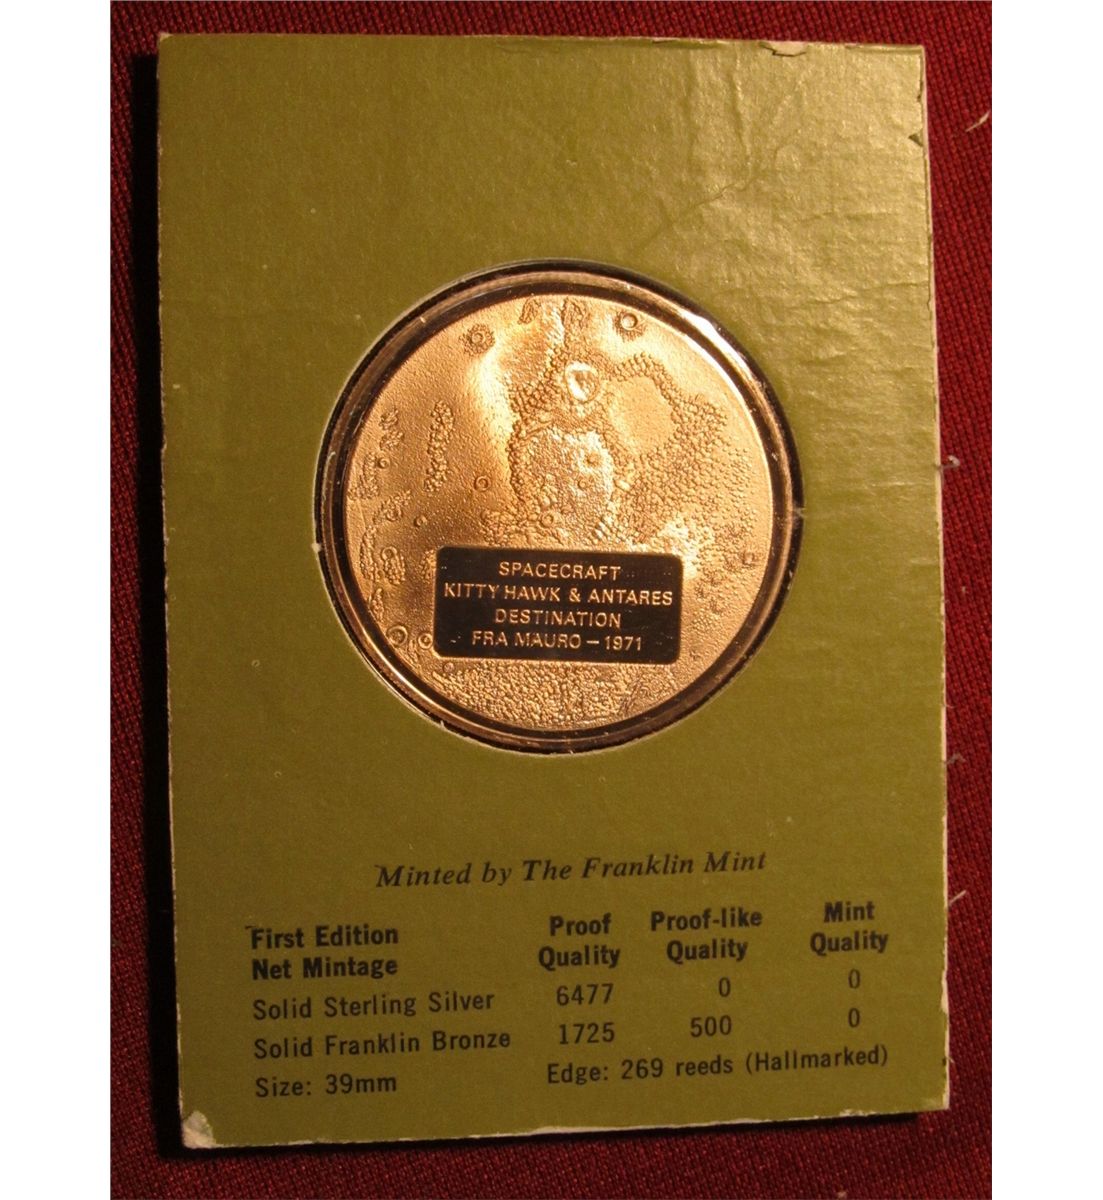 SPACECRAFT
KITTY HAWK & ANTARES
DESTINATION
FRA MAURO – 1971
Minted by The Franklin Mint
First Edition Net Mintage Proof Quality Proof-like Quality Mint Quality
Solid Sterling Silver 6477 0 0
Solid Franklin Bronze 1725 500 0
Size: 39mm Edge: 269 reeds (Hallmarked)